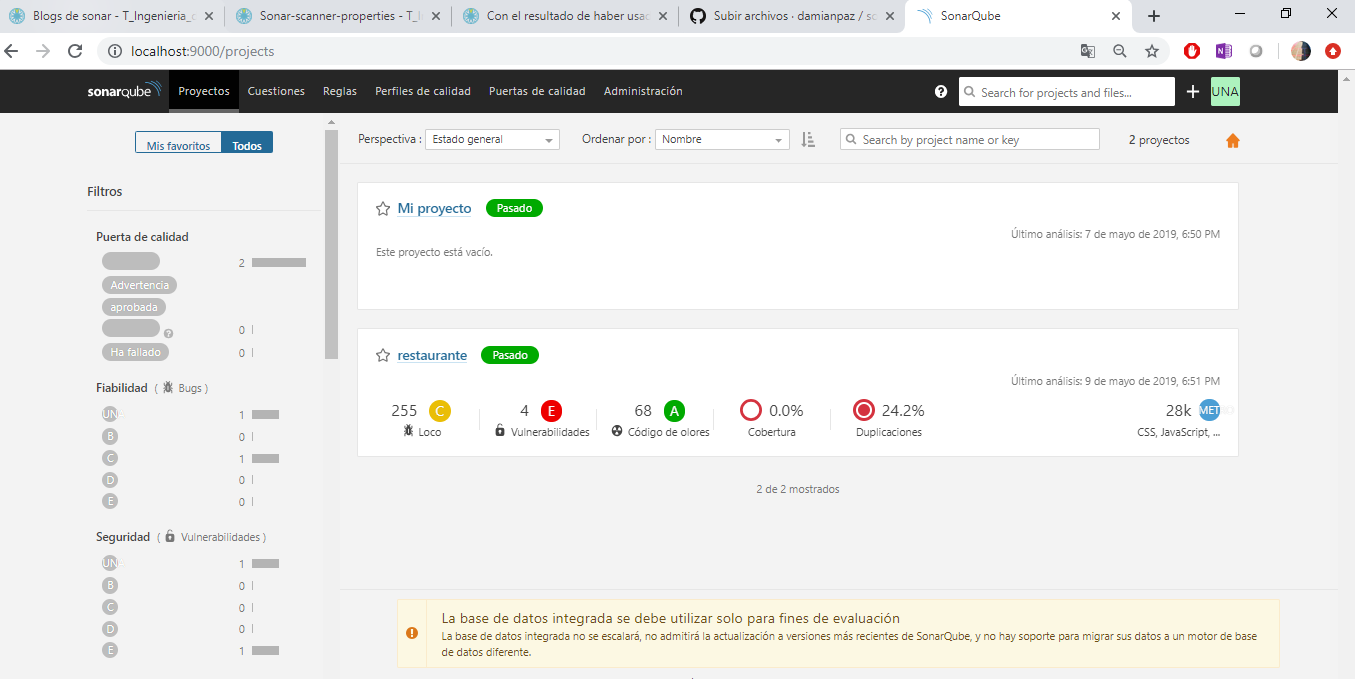 Blogs de sonar - T_Ingenieria_
Sonar-scanner-properties - T_I
Con el resultado de haber usad
Subir archivos · damianpaz / so
SonarQube
localhost:9000/projects
sonarqube
Proyectos
Cuestiones
Reglas
Perfiles de calidad
Puertas de calidad
Administración
Search for projects and files...
UNA
Mis favoritos
Todos
Perspectiva :
Estado general
Ordenar por :
Nombre
Search by project name or key
2 proyectos
Filtros
Puerta de calidad
2
Advertencia
aprobada
0
Ha fallado
0
Fiabilidad ( Bugs )
UN 1
B 0
C 1
D 0
E 0
Seguridad ( Vulnerabilidades )
UN 1
B 0
C 0
D 0
E 1
Mi proyecto
Pasado
Último análisis: 7 de mayo de 2019, 6:50 PM
Este proyecto está vacío.
restaurante
Pasado
Último análisis: 9 de mayo de 2019, 6:51 PM
255 C
Loco
4 E
Vulnerabilidades
68 A
Código de olores
0.0%
Cobertura
24.2%
Duplicaciones
28k MET
CSS, JavaScript, ...
2 de 2 mostrados
La base de datos integrada se debe utilizar solo para fines de evaluación
La base de datos integrada no se escalará, no admitirá la actualización a versiones más recientes de SonarQube, y no hay soporte para migrar sus datos a un motor de base
de datos diferente.